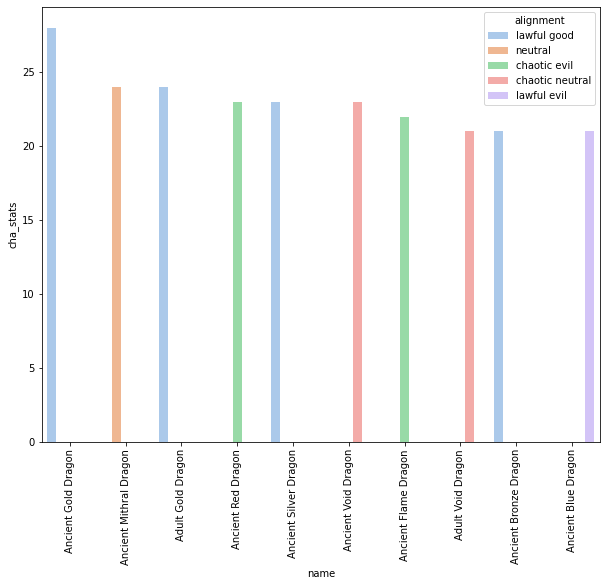 alignment
lawful good
neutral
chaotic evil
chaotic neutral
lawful evil
25
20
15
10
5
0
cha_stats
Ancient Gold Dragon
Ancient Mithral Dragon
Adult Gold Dragon
Ancient Red Dragon
Ancient Silver Dragon
Ancient Void Dragon
Ancient Flame Dragon
Adult Void Dragon
Ancient Bronze Dragon
Ancient Blue Dragon
name